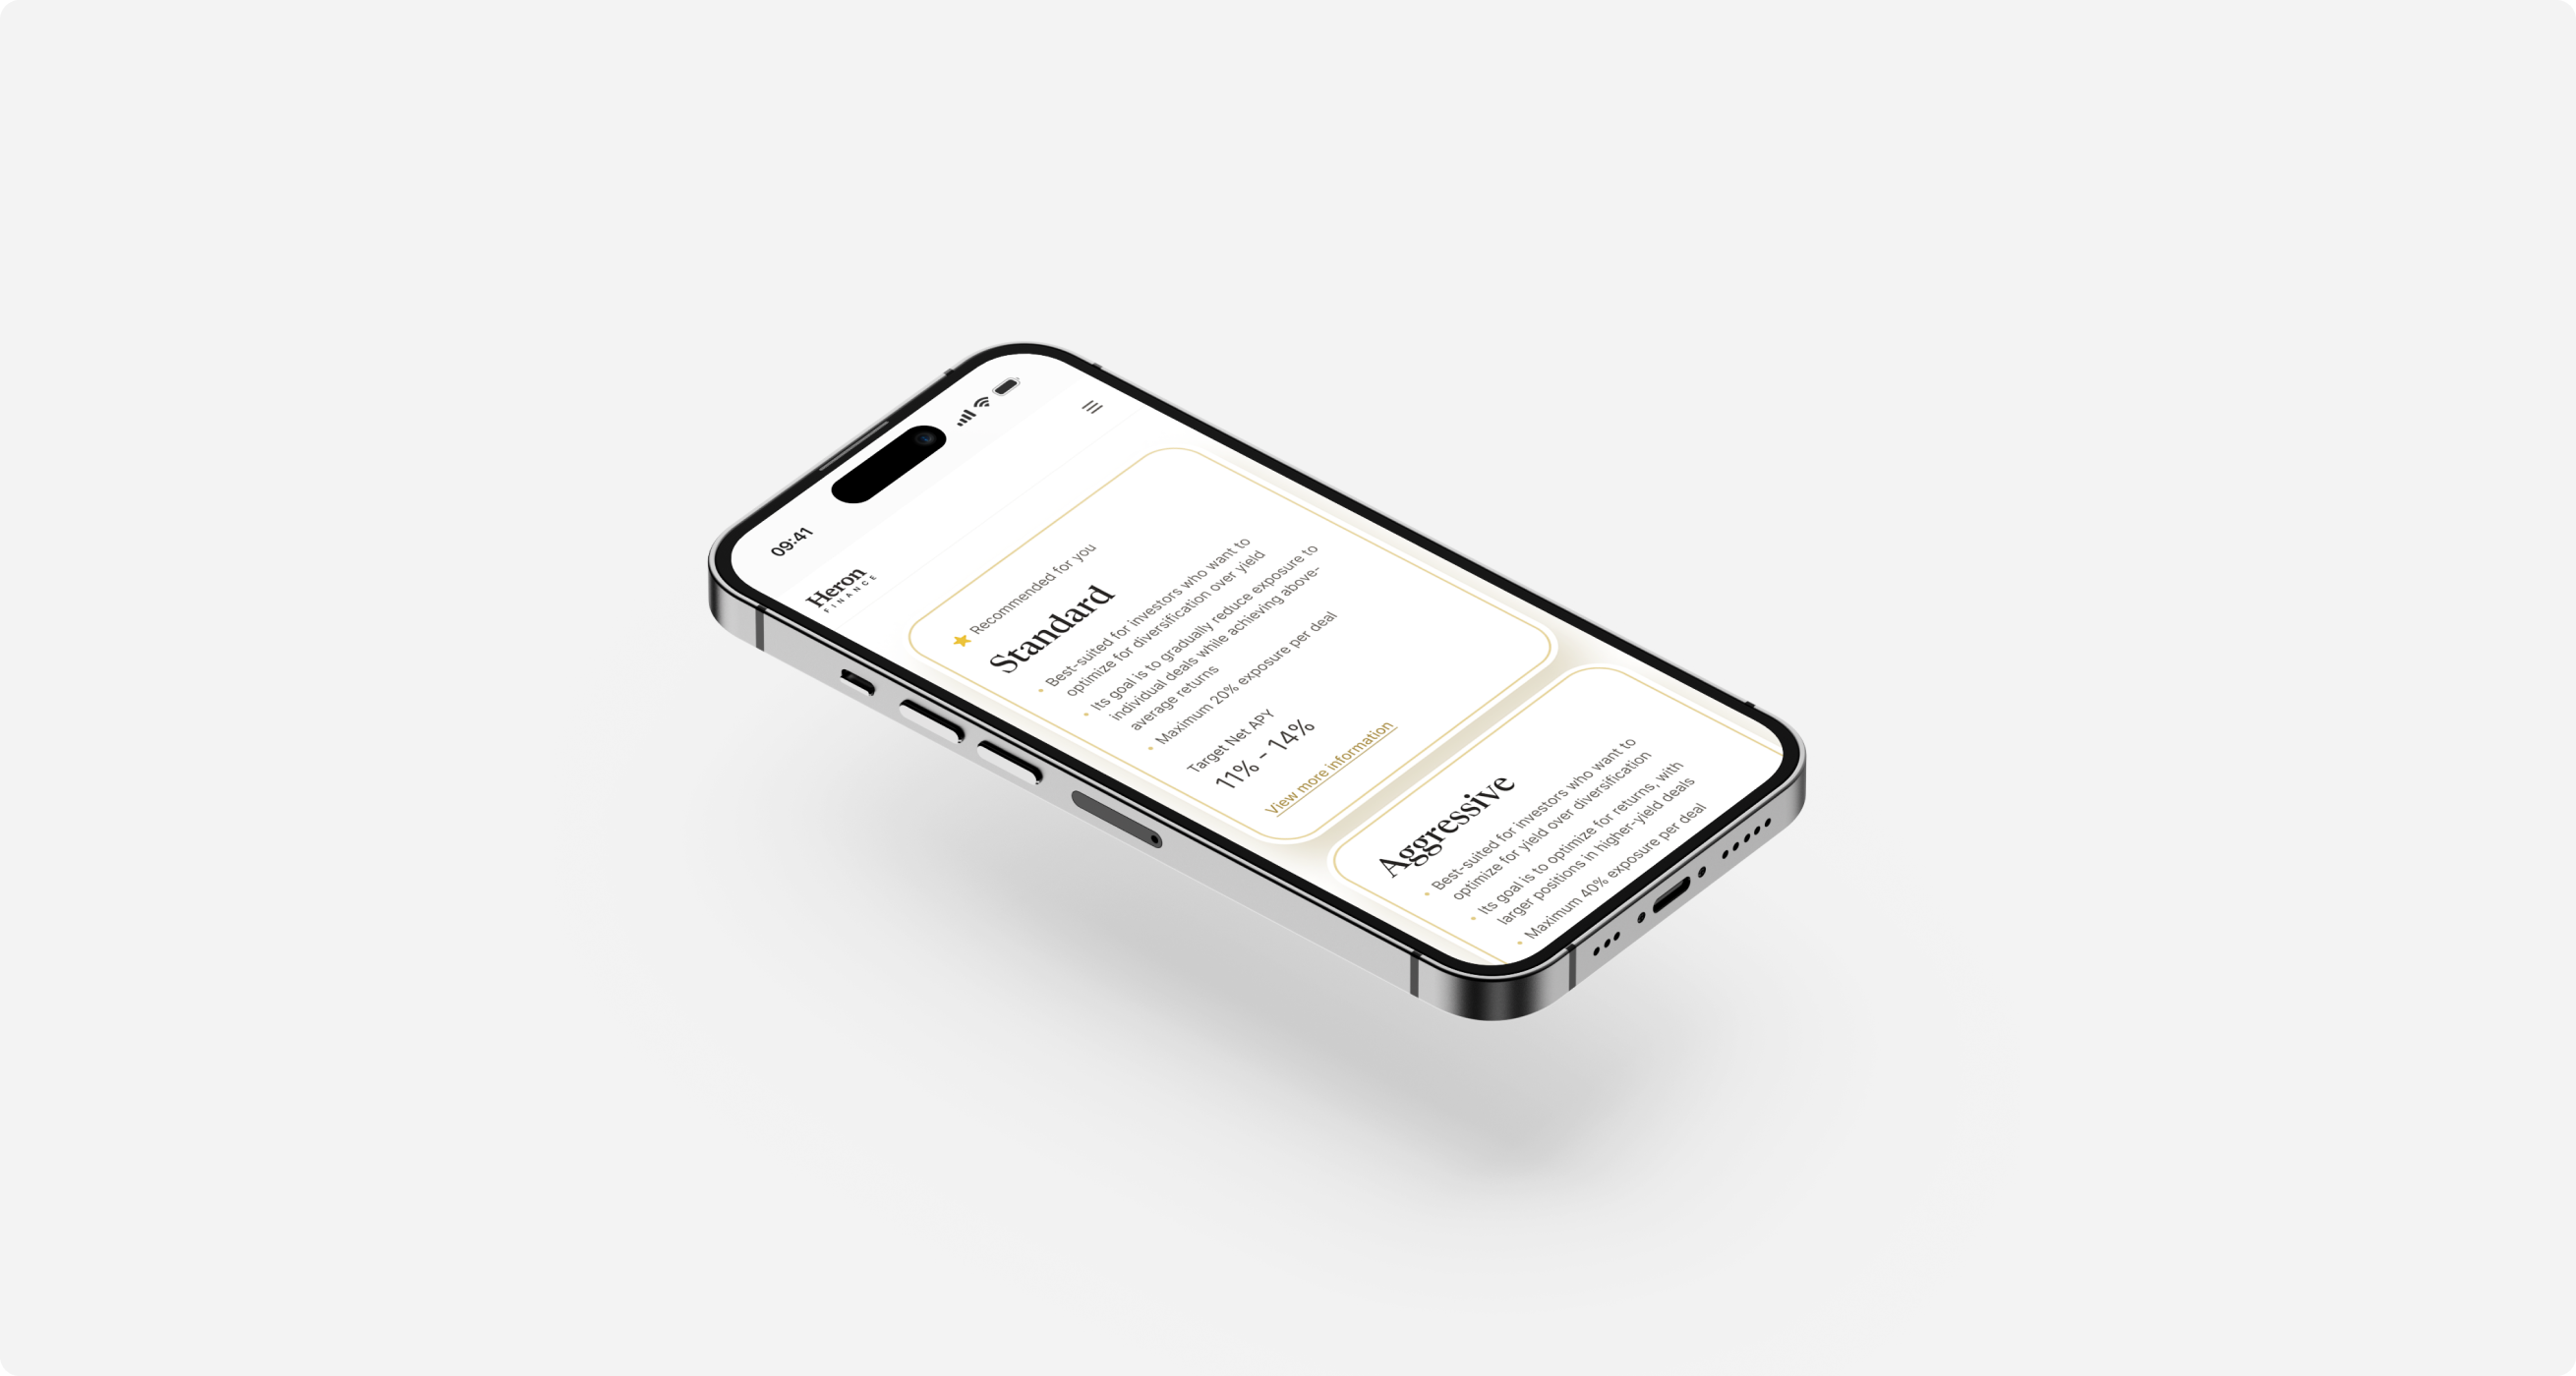 09:41
Heron
FINANCE
Recommended for you
Standard
• Best-suited for investors who want to
optimize for diversification over yield
• Its goal is to gradually reduce exposure to
individual deals while achieving above-
average returns
• Maximum 20% exposure per deal
Target Net APY
11% - 14%
View more information
Aggressive
• Best-suited for investors who want to
optimize for yield over diversification
• Its goal is to optimize for returns, with
larger positions in higher-yield deals
• Maximum 40% exposure per deal